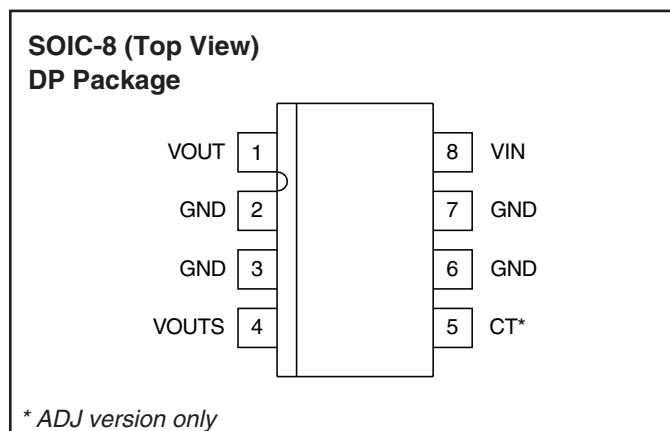 SOIC-8 (Top View)
DP Package
VOUT 1 8 VIN
GND 2 7 GND
GND 3 6 GND
VOUTS 4 5 CT*
* ADJ version only